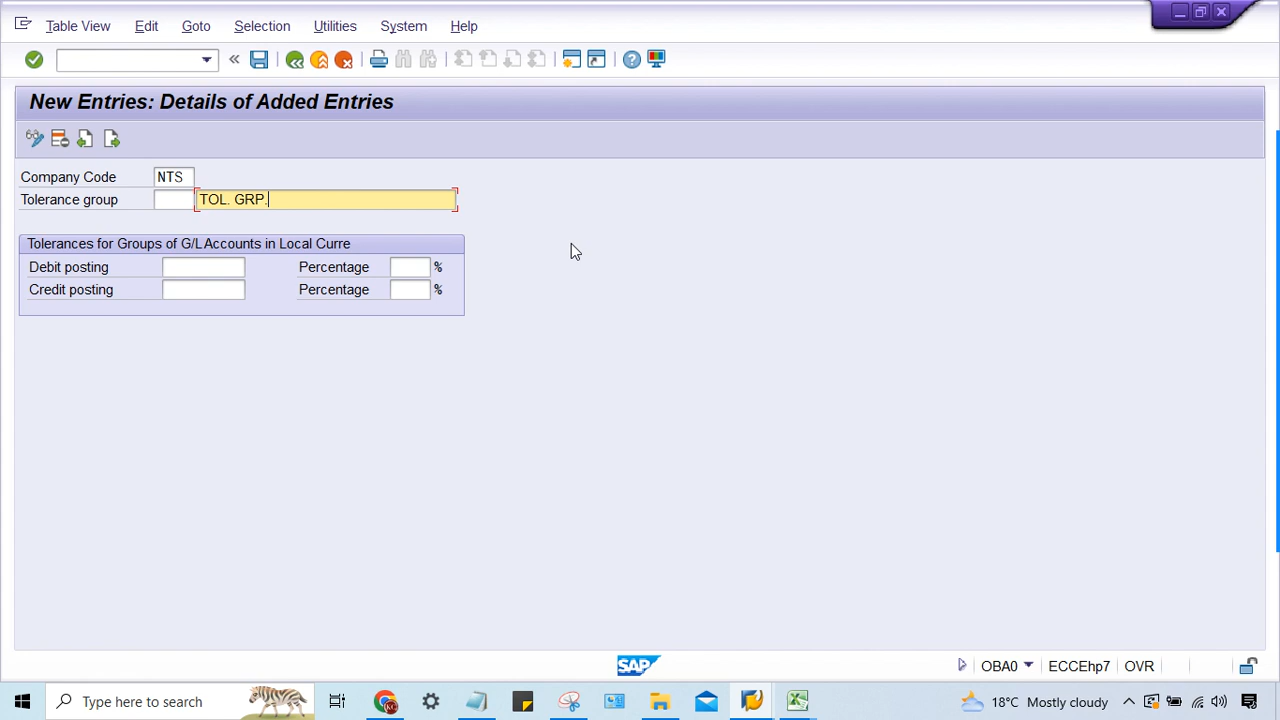 Table View Edit Goto Selection Utilities System Help
New Entries: Details of Added Entries
Company Code NTS
Tolerance group TOL. GRP.
Tolerances for Groups of G/L Accounts in Local Curre
Debit posting Percentage %
Credit posting Percentage %
SAP OBA0 ECCEhp7 OVR
Type here to search 18°C Mostly cloudy